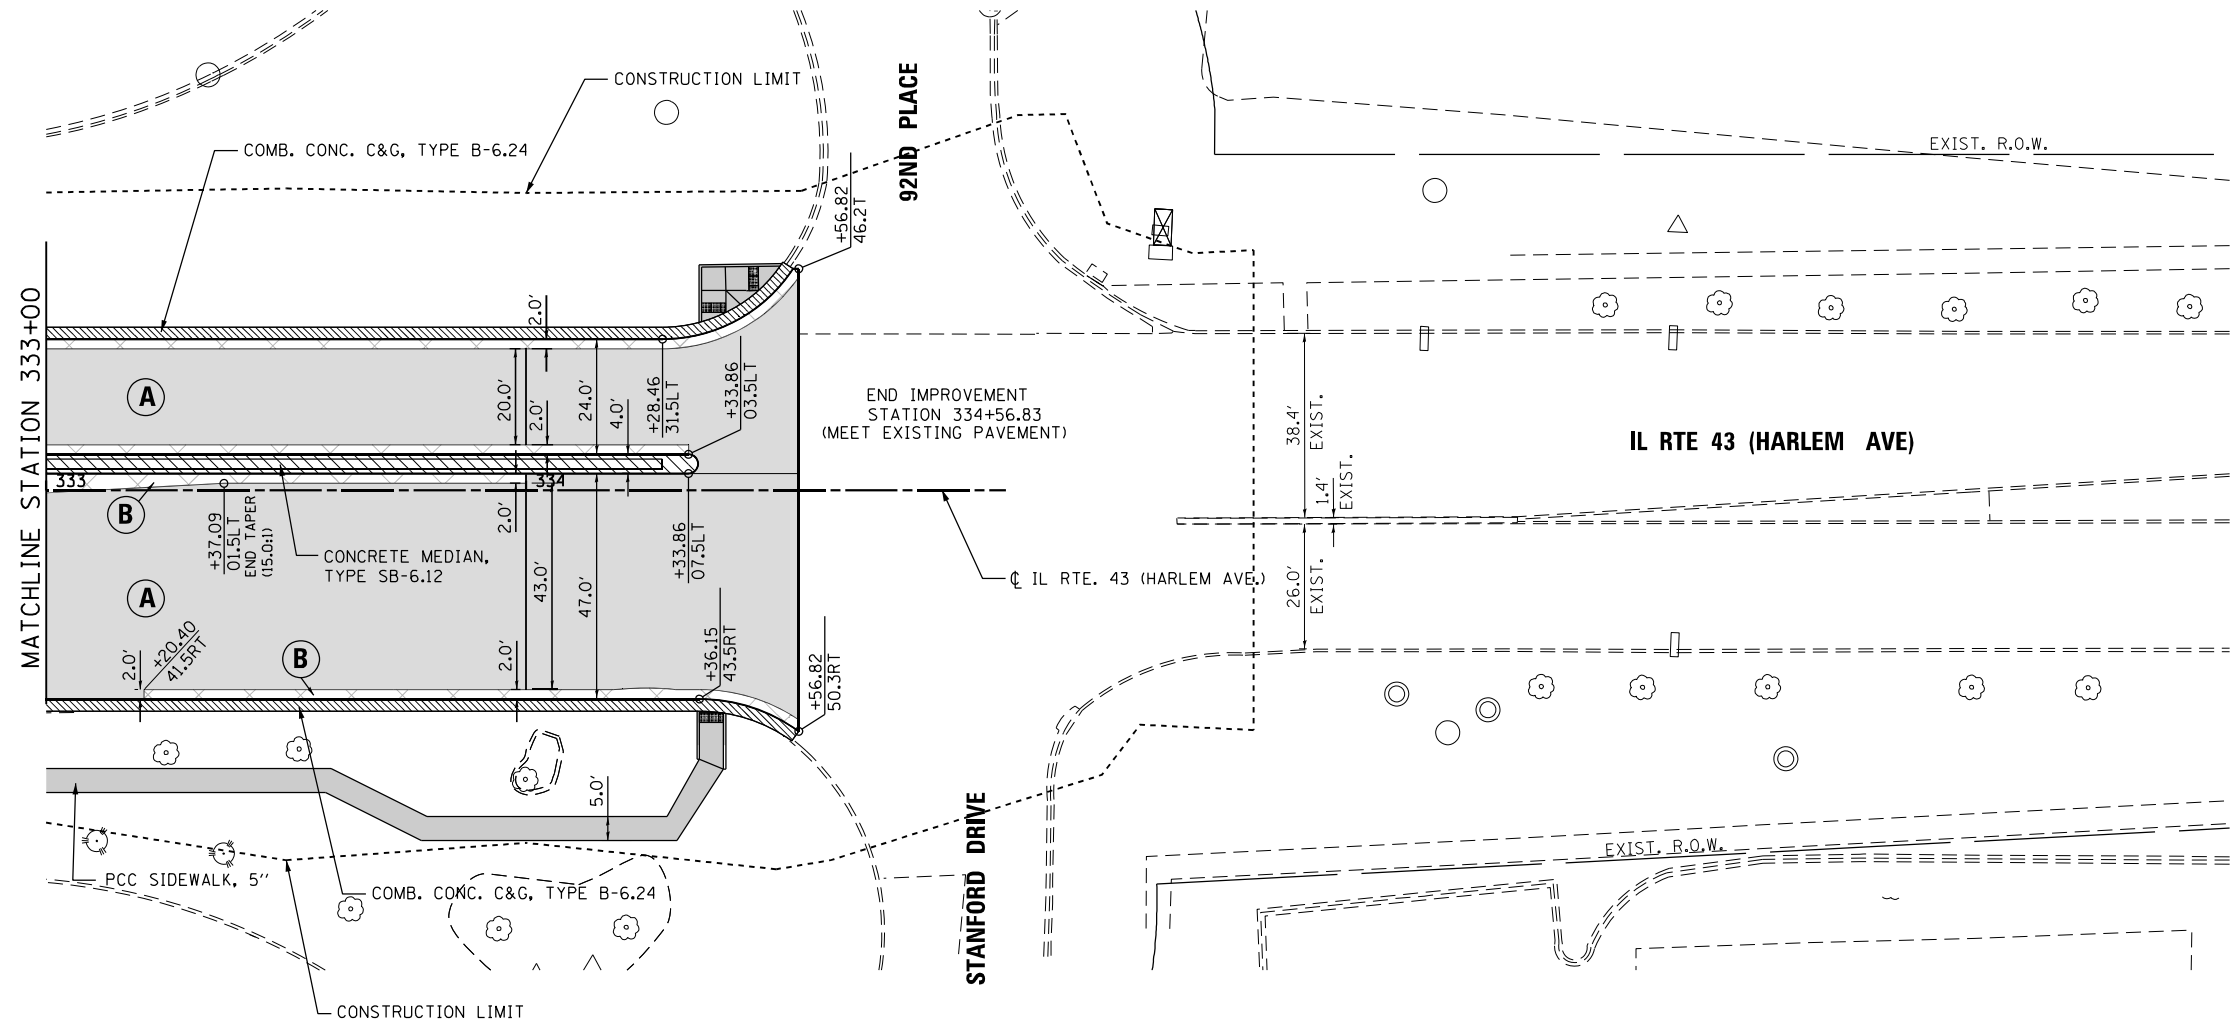 CONSTRUCTION LIMIT
COMB. CONC. C&G, TYPE B-6.24
92ND PLACE
EXIST. R.O.W.
+56.82
46.2T
MATCHLINE STATION 333+00
2.0'
A
20.0'
2.0'
24.0'
4.0'
+28.46
31.5LT
+33.86
03.5LT
END IMPROVEMENT
STATION 334+56.83
(MEET EXISTING PAVEMENT)
38.4'
EXIST.
IL RTE 43 (HARLEM AVE)
333
334
B
+37.09
01.5LT
END TAPER
(15.0:1)
CONCRETE MEDIAN,
TYPE SB-6.12
2.0'
43.0'
47.0'
+33.86
07.5LT
1.4'
EXIST.
℄ IL RTE. 43 (HARLEM AVE.)
26.0'
EXIST.
A
2.0'
+20.40
41.5RT
B
2.0'
+36.15
43.5RT
+56.82
50.3RT
5.0'
STANFORD DRIVE
EXIST. R.O.W.
PCC SIDEWALK, 5''
COMB. CONC. C&G, TYPE B-6.24
CONSTRUCTION LIMIT